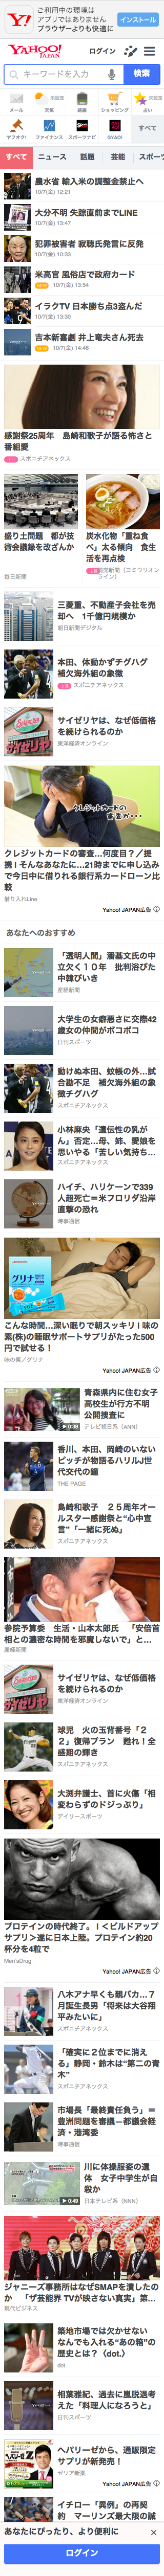 ご利用中の環境は
アプリではありません
ブラウザーよりも快適に
インストール
YAHOO!
JAPAN
ログイン
キーワードを入力
検索
メール
天気
路線
ショッピング
占い
ヤフオク!
ファイナンス
スポーツナビ
GYAO!
すべて
すべて
ニュース
話題
芸能
スポーツ
農水省 輸入米の調整金禁止へ
10/7(金) 12:21
大分不明 失踪直前までLINE
10/7(金) 13:47
犯罪被害者 寂聴氏発言に反発
10/7(金) 10:33
米高官 風俗店で政府カード
10/7(金) 13:54
イラクTV 日本勝ち点3盗んだ
10/7(金) 13:30
吉本新喜劇 井上竜夫さん死去
10/7(金) 14:46
感謝祭25周年 島崎和歌子が語る怖さと
番組愛
スポニチアネックス
盛り土問題 都が技
術会議録を改ざんか
毎日新聞
炭水化物「重ね食
べ」太る傾向 食生
活を再点検
読売新聞(ヨミウリオン
ライン)
三菱重、不動産子会社を売
却へ 1千億円規模か
朝日新聞デジタル
本田、体動かずチグハグ
補欠海外組の象徴
スポニチアネックス
サイゼリヤは、なぜ低価格
を続けられるのか
東洋経済オンライン
クレジットカードの
審査が…
クレジットカードの審査…何度目?／提
携！そんなあなたに…21時までに申し込み
で今日中に借りれる銀行系カードローン比
較
借り入れLine
Yahoo! JAPAN広告
あなたへのおすすめ
「透明人間」潘基文氏の中
立欠く１０年 批判浴びた
中韓びいき
産経新聞
大学生の女癖悪さに交際42
歳女の仲間がボコボコ
日刊スポーツ
動けぬ本田、蚊帳の外…試
合勘不足 補欠海外組の象
徴チグハグ
スポニチアネックス
小林麻央「遺伝性の乳が
ん」否定…母、姉、愛娘を
思いやる「苦しい気持ち…
スポニチアネックス
ハイチ、ハリケーンで339
人超死亡＝米フロリダ沿岸
直撃の恐れ
時事通信
こんな時間…深い眠りで朝スッキリ！味
の素(株)の睡眠サポートサプリがたった500
円で試せる！
味の素／グリナ
Yahoo! JAPAN広告
青森県内に住む女子
高校生が行方不明
公開捜査に
テレビ朝日系（ANN）
香川、本田、岡崎のいない
ピッチが物語るハリルJ世
代交代の鐘
THE PAGE
島崎和歌子 ２５周年オー
ルスター感謝祭と“心中宣
言”「一緒に死ぬ」
スポニチアネックス
参院予算委 生活・山本太郎氏 「安倍首
相との濃密な時間を邪魔しないで」と…
産経新聞
サイゼリヤは、なぜ低価格
を続けられるのか
東洋経済オンライン
球児 火の玉背番号「２
２」復帰プラン 甦れ！全
盛期の輝き
スポニチアネックス
大渕弁護士、首に火傷「相
変わらずのドジっぷり」
デイリースポーツ
プロテインの時代終了。！＜ビルドアップ
サプリン遂に日本上陸。プロテイン約20
杯分を4粒で
Men'sDrug
Yahoo! JAPAN広告
八木アナ早くも親バカ…７
月誕生長男「将来は大谷翔
平みたいに」
スポニチアネックス
「確実に２位までに消え
る」静岡・鈴木は“第二の青
木”
スポニチアネックス
市場長「最終責任負う」＝
豊洲問題を審議―都議会経
済・港湾委
時事通信
川に体操服姿の遺
体 女子中学生が自
殺か
日本テレビ系（NNN）
ジャニーズ事務所はなぜSMAPを潰したの
か 「ザ芸能界 TVが映さない真実」第…
現代ビジネス
築地市場では欠かせない
なんでも入れる“あの箱”の
歴史とは？〈dot.〉
dot.
相葉雅紀、過去に嵐脱退考
えた「料理人になろうと」
日刊スポーツ
ヘパリーゼから、通販限定
サプリが新発売！
ゼリア新薬
Yahoo! JAPAN広告
イチロー「異例」の再契
約 マーリンズ最大限の誠
あなたにぴったり、より便利に
ログイン